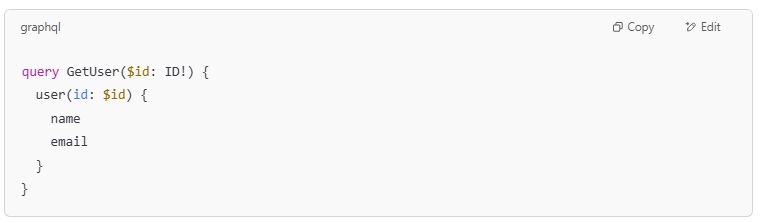 graphql
Copy
Edit
query GetUser($id: ID!) {
  user(id: $id) {
    name
    email
  }
}